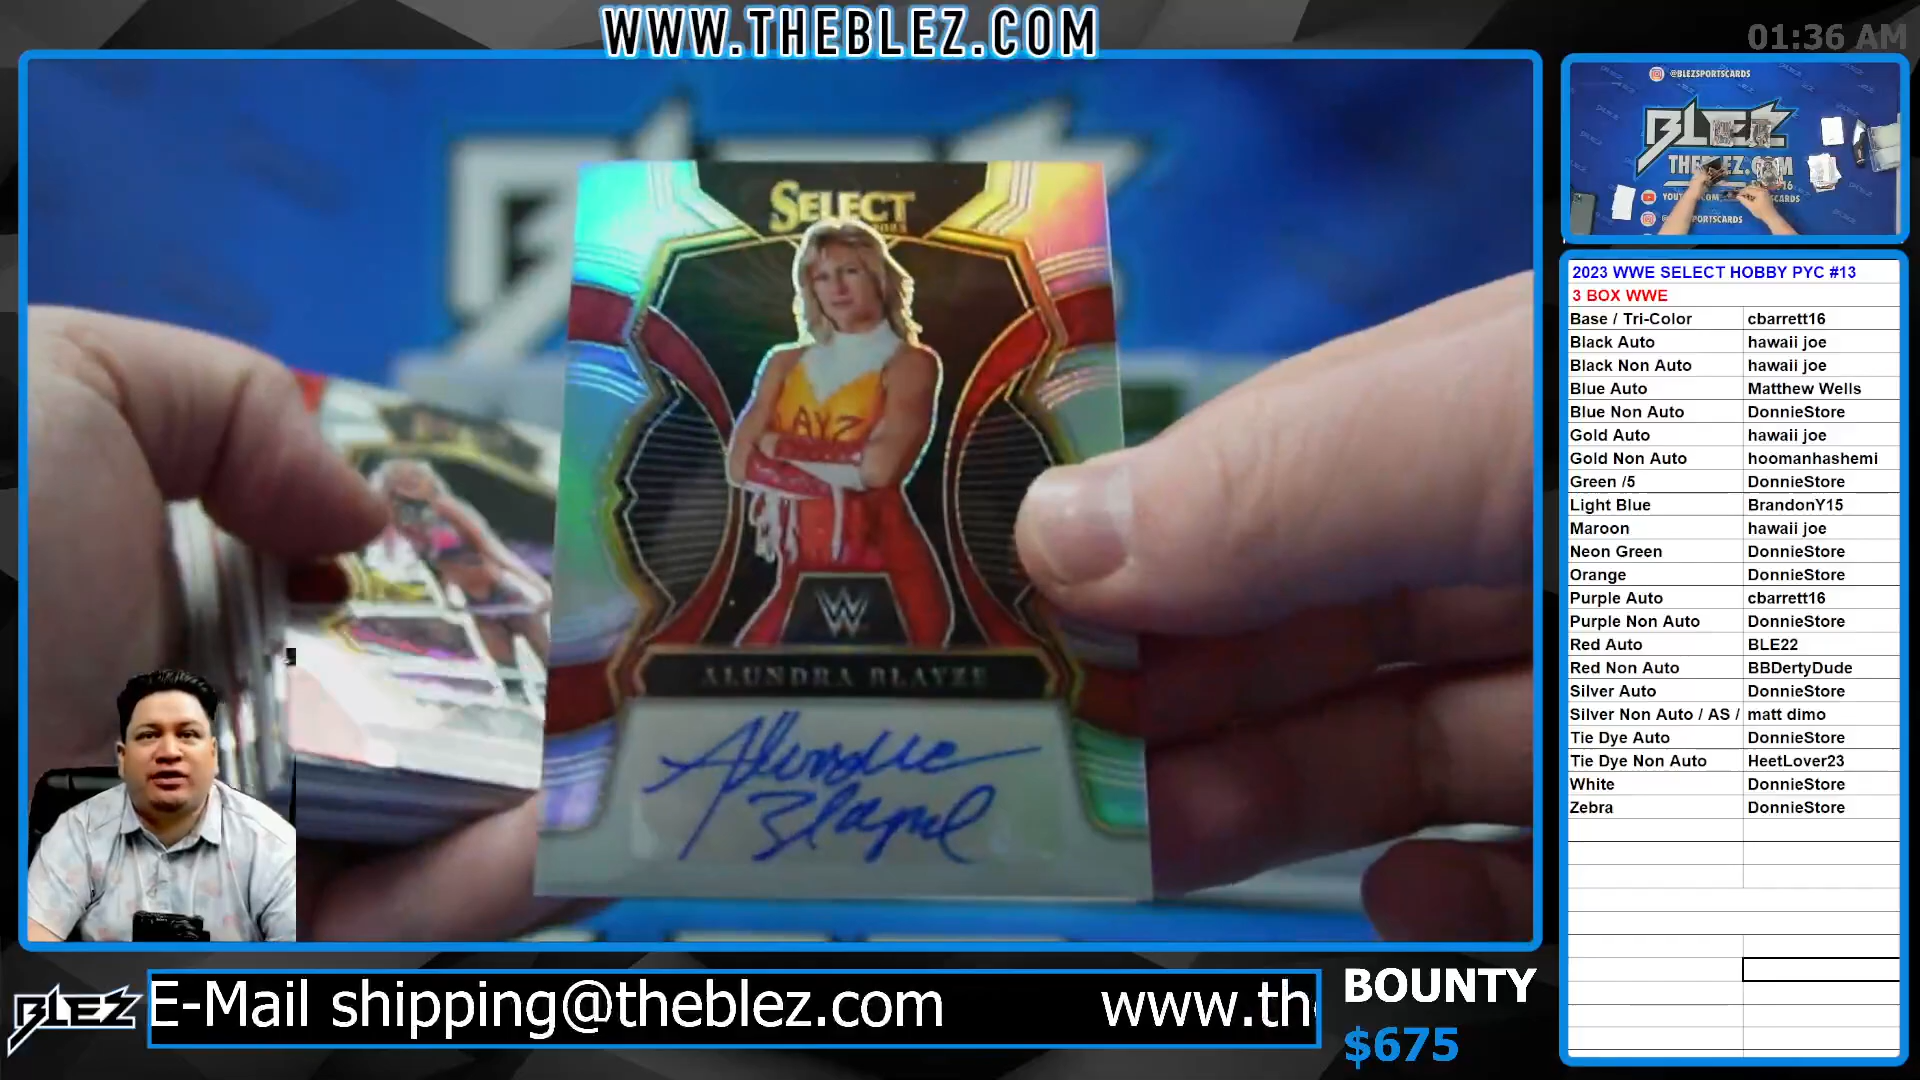 WWW.THEBLEZ.COM
01:36 AM
@BLEZSPORTSCARDS
BLEZ
SELECT
W
ALUNDRA BLAYZE
Alundra
Blayze
2023 WWE SELECT HOBBY PYC #13
3 BOX WWE
Base / Tri-Color cbarrett16
Black Auto hawaii joe
Black Non Auto hawaii joe
Blue Auto Matthew Wells
Blue Non Auto DonnieStore
Gold Auto hawaii joe
Gold Non Auto hoomanhashemi
Green /5 DonnieStore
Light Blue BrandonY15
Maroon hawaii joe
Neon Green DonnieStore
Orange DonnieStore
Purple Auto cbarrett16
Purple Non Auto DonnieStore
Red Auto BLE22
Red Non Auto BBDertyDude
Silver Auto DonnieStore
Silver Non Auto / AS / matt dimo
Tie Dye Auto DonnieStore
Tie Dye Non Auto HeetLover23
White DonnieStore
Zebra DonnieStore
BLEZ
E-Mail shipping@theblez.com www.th
BOUNTY
$675